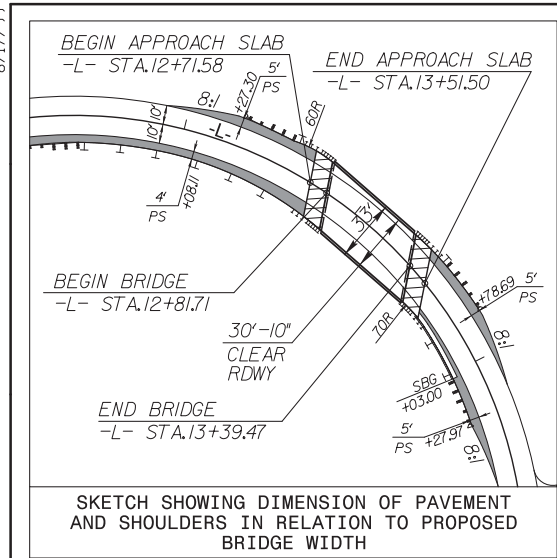 BEGIN APPROACH SLAB
-L- STA.12+71.58
END APPROACH SLAB
-L- STA.13+51.50
5'
PS
+27.30
8:1
60R
-L-
10' 10'
4'
PS
+08.11
33'
BEGIN BRIDGE
-L- STA.12+81.71
30'-10"
CLEAR
RDWY
70R
+78.69
5'
PS
8:1
END BRIDGE
-L- STA.13+39.47
SBG
+03.00
5'
PS
+27.97
8:1
SKETCH SHOWING DIMENSION OF PAVEMENT
AND SHOULDERS IN RELATION TO PROPOSED
BRIDGE WIDTH